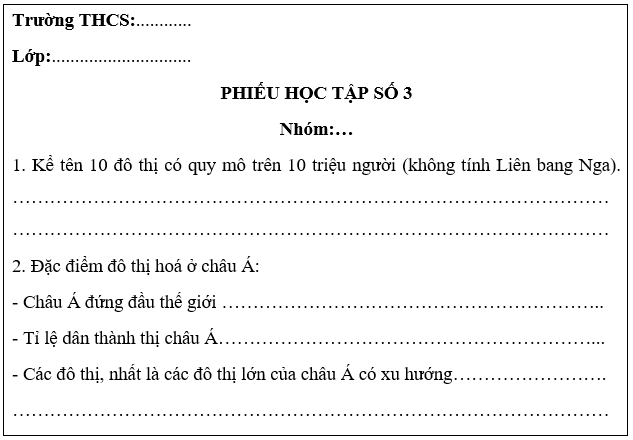 Trường THCS:............
Lớp:..............................
PHIẾU HỌC TẬP SỐ 3
Nhóm:…
1. Kể tên 10 đô thị có quy mô trên 10 triệu người (không tính Liên bang Nga).
……………………………………………………………………………………
……………………………………………………………………………………
2. Đặc điểm đô thị hoá ở châu Á:
- Châu Á đứng đầu thế giới ……………………………………………………..
- Tỉ lệ dân thành thị châu Á……………………………………………………...
- Các đô thị, nhất là các đô thị lớn của châu Á có xu hướng…………………….
……………………………………………………………………………………